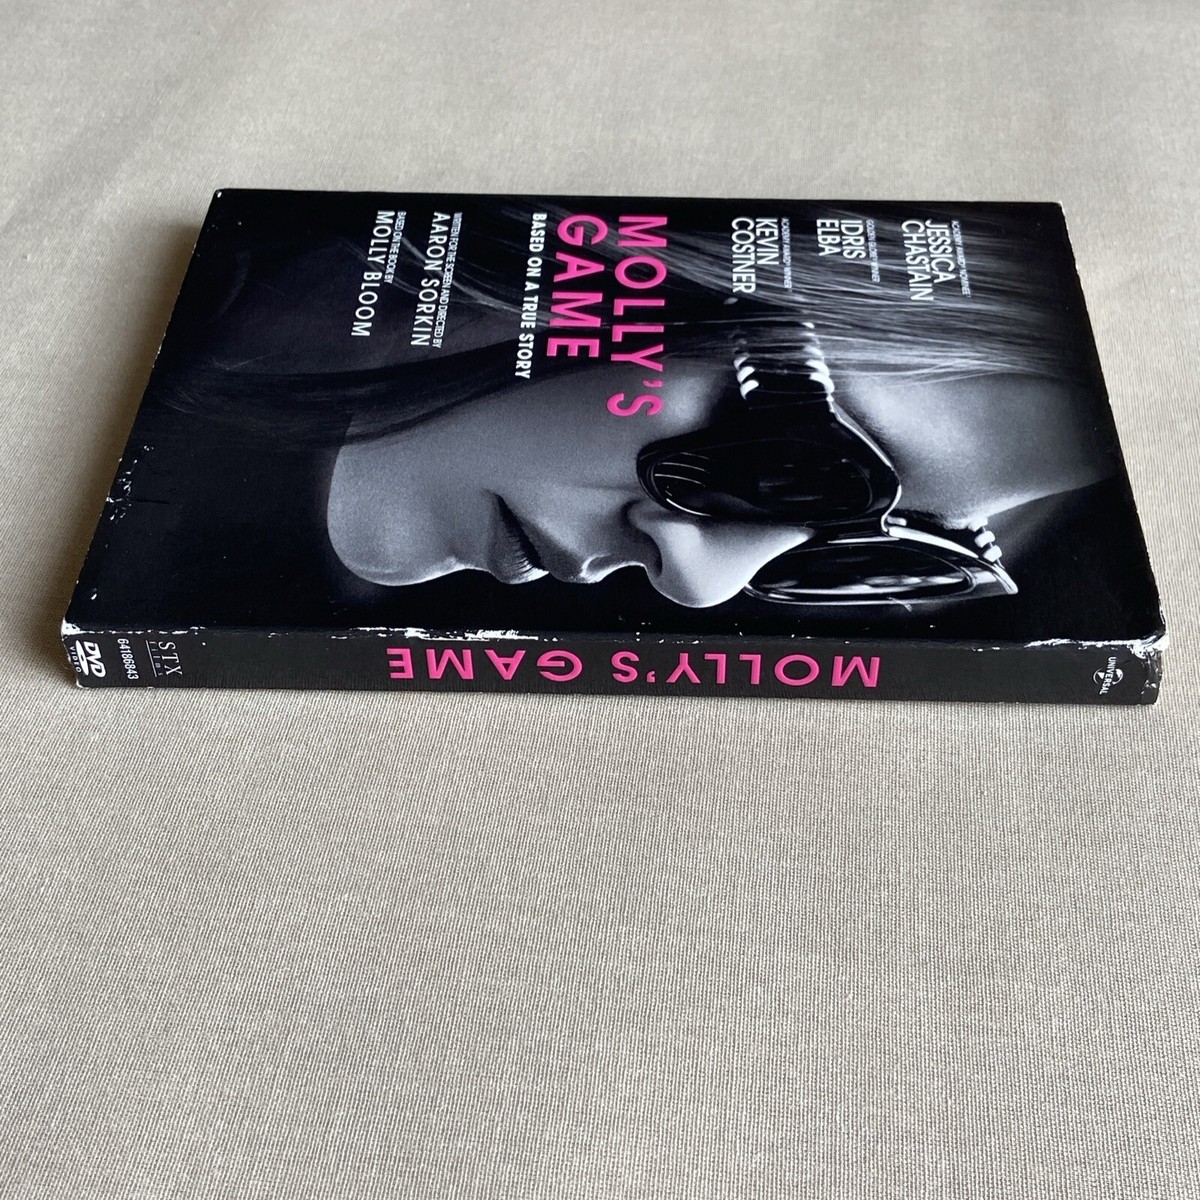 ACADEMY AWARD® NOMINEE
JESSICA
CHASTAIN
GOLDEN GLOBE® WINNER
IDRIS
ELBA
ACADEMY AWARD® WINNER
KEVIN
COSTNER
MOLLY'S
GAME
BASED ON A TRUE STORY
WRITTEN FOR THE SCREEN AND DIRECTED BY
AARON SORKIN
BASED ON THE BOOK BY
MOLLY BLOOM
UNIVERSAL
MOLLY'S GAME
STX
films
64186843
DVD
VIDEO